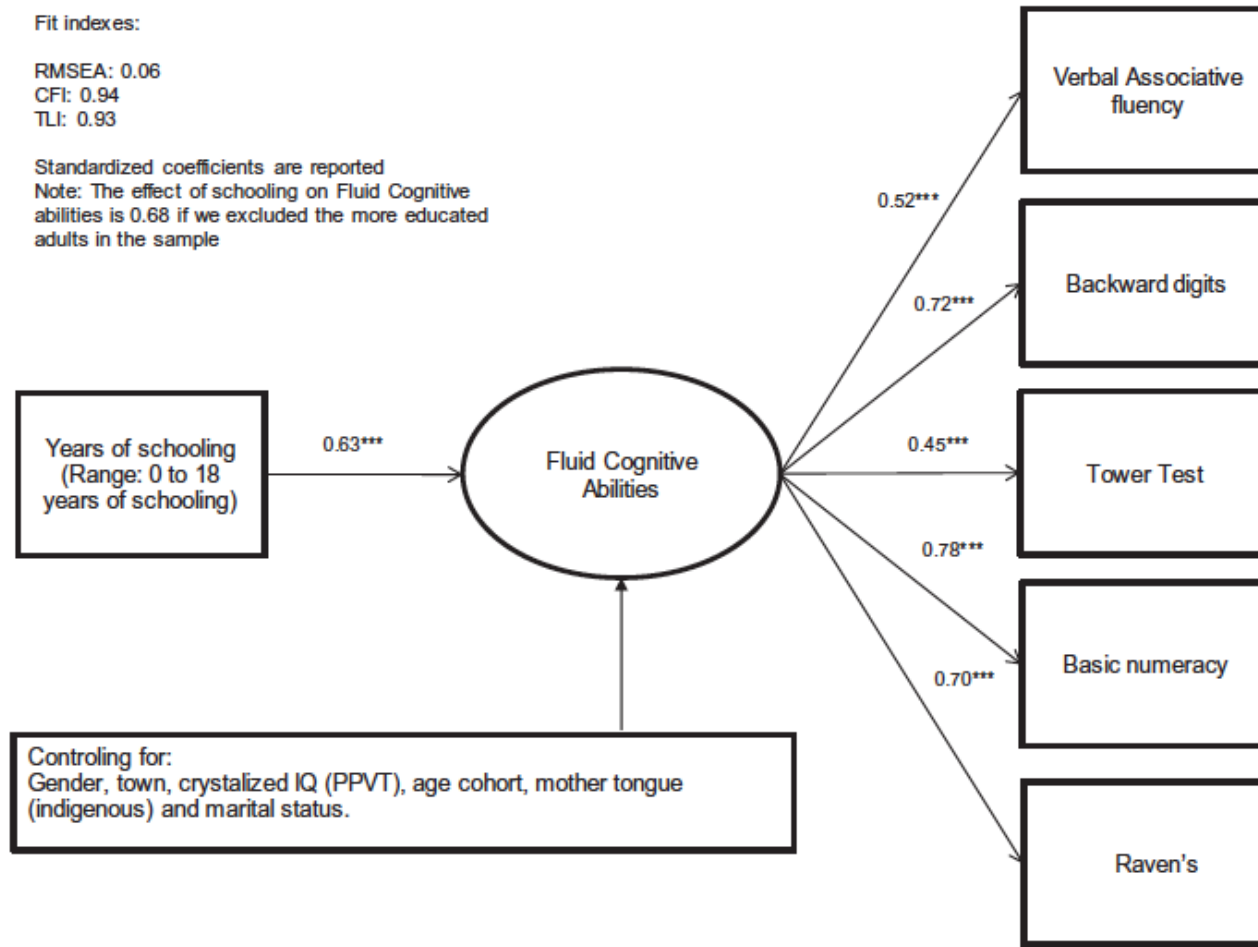 Fit indexes:
RMSEA: 0.06
CFI: 0.94
TLI: 0.93
Standardized coefficients are reported
Note: The effect of schooling on Fluid Cognitive
abilities is 0.68 if we excluded the more educated
adults in the sample
Verbal Associative
fluency
0.52***
Backward digits
0.72***
Years of schooling
(Range: 0 to 18
years of schooling)
0.63***
Fluid Cognitive
Abilities
0.45***
Tower Test
0.78***
Basic numeracy
0.70***
Controling for:
Gender, town, crystalized IQ (PPVT), age cohort, mother tongue
(indigenous) and marital status.
Raven's